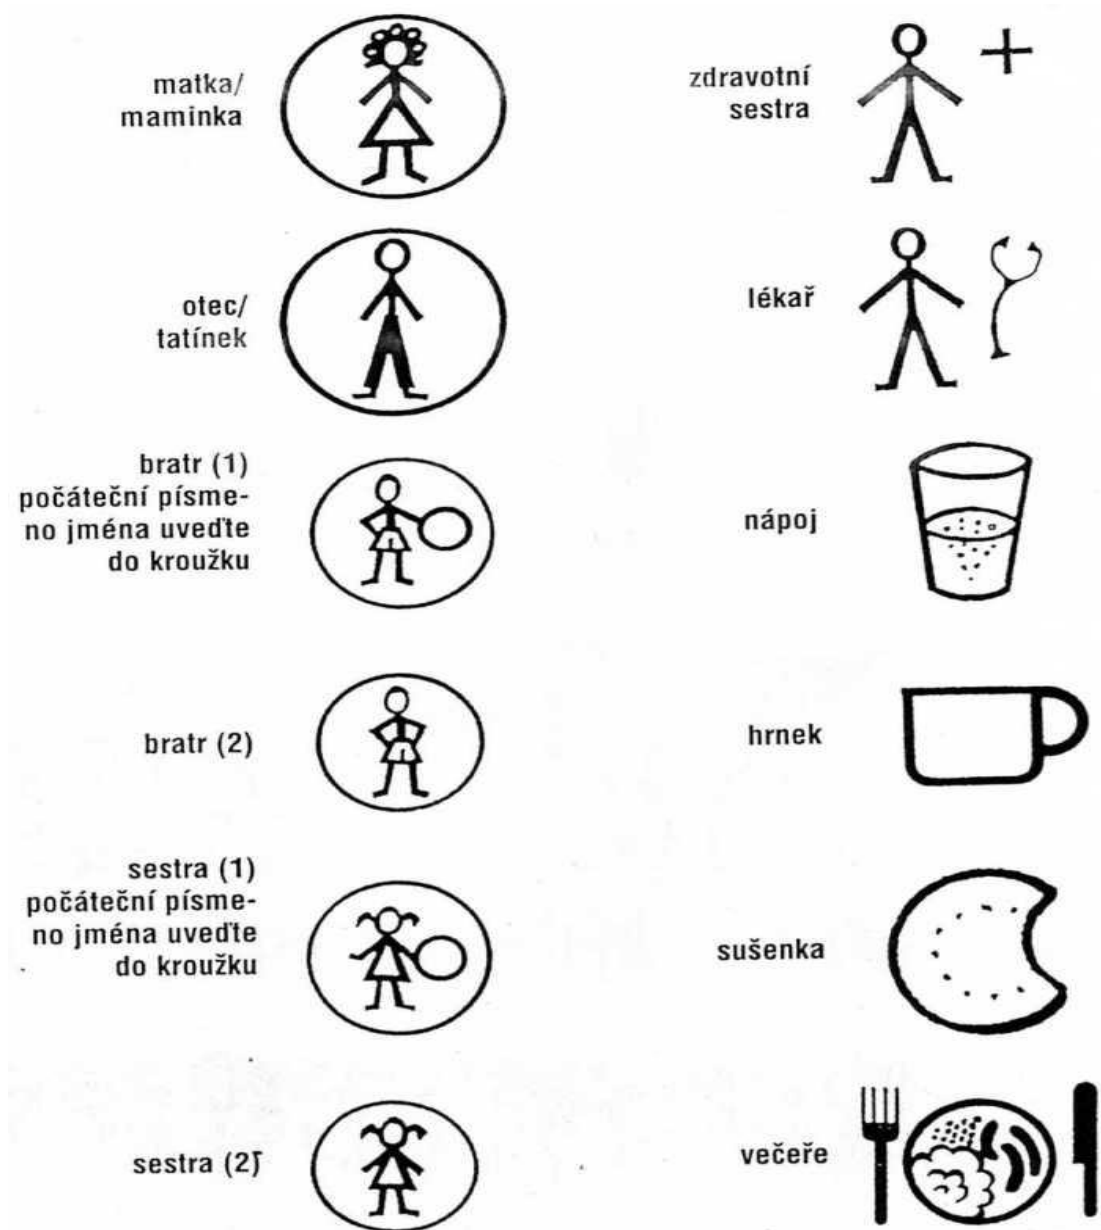 matka/
maminka
otec/
tatínek
bratr (1)
počáteční písme-
no jména uveďte
do kroužku
bratr (2)
sestra (1)
počáteční písme-
no jména uveďte
do kroužku
sestra (2)
zdravotní
sestra
lékař
nápoj
hrnek
sušenka
večeře